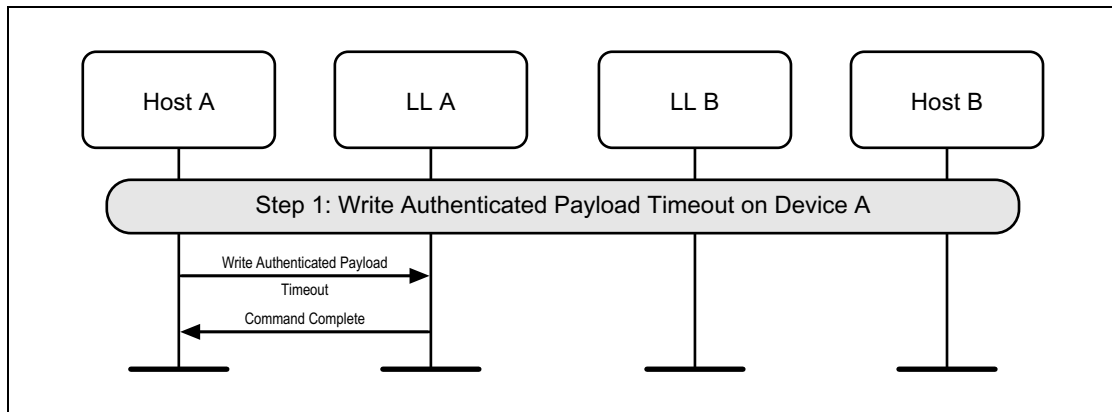 Host A
LL A
LL B
Host B
Step 1: Write Authenticated Payload Timeout on Device A
Write Authenticated Payload
Timeout
Command Complete